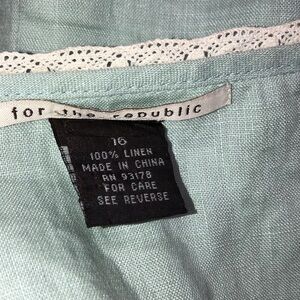 for the republic
16
100% LINEN
MADE IN CHINA
RN 93178
FOR CARE
SEE REVERSE